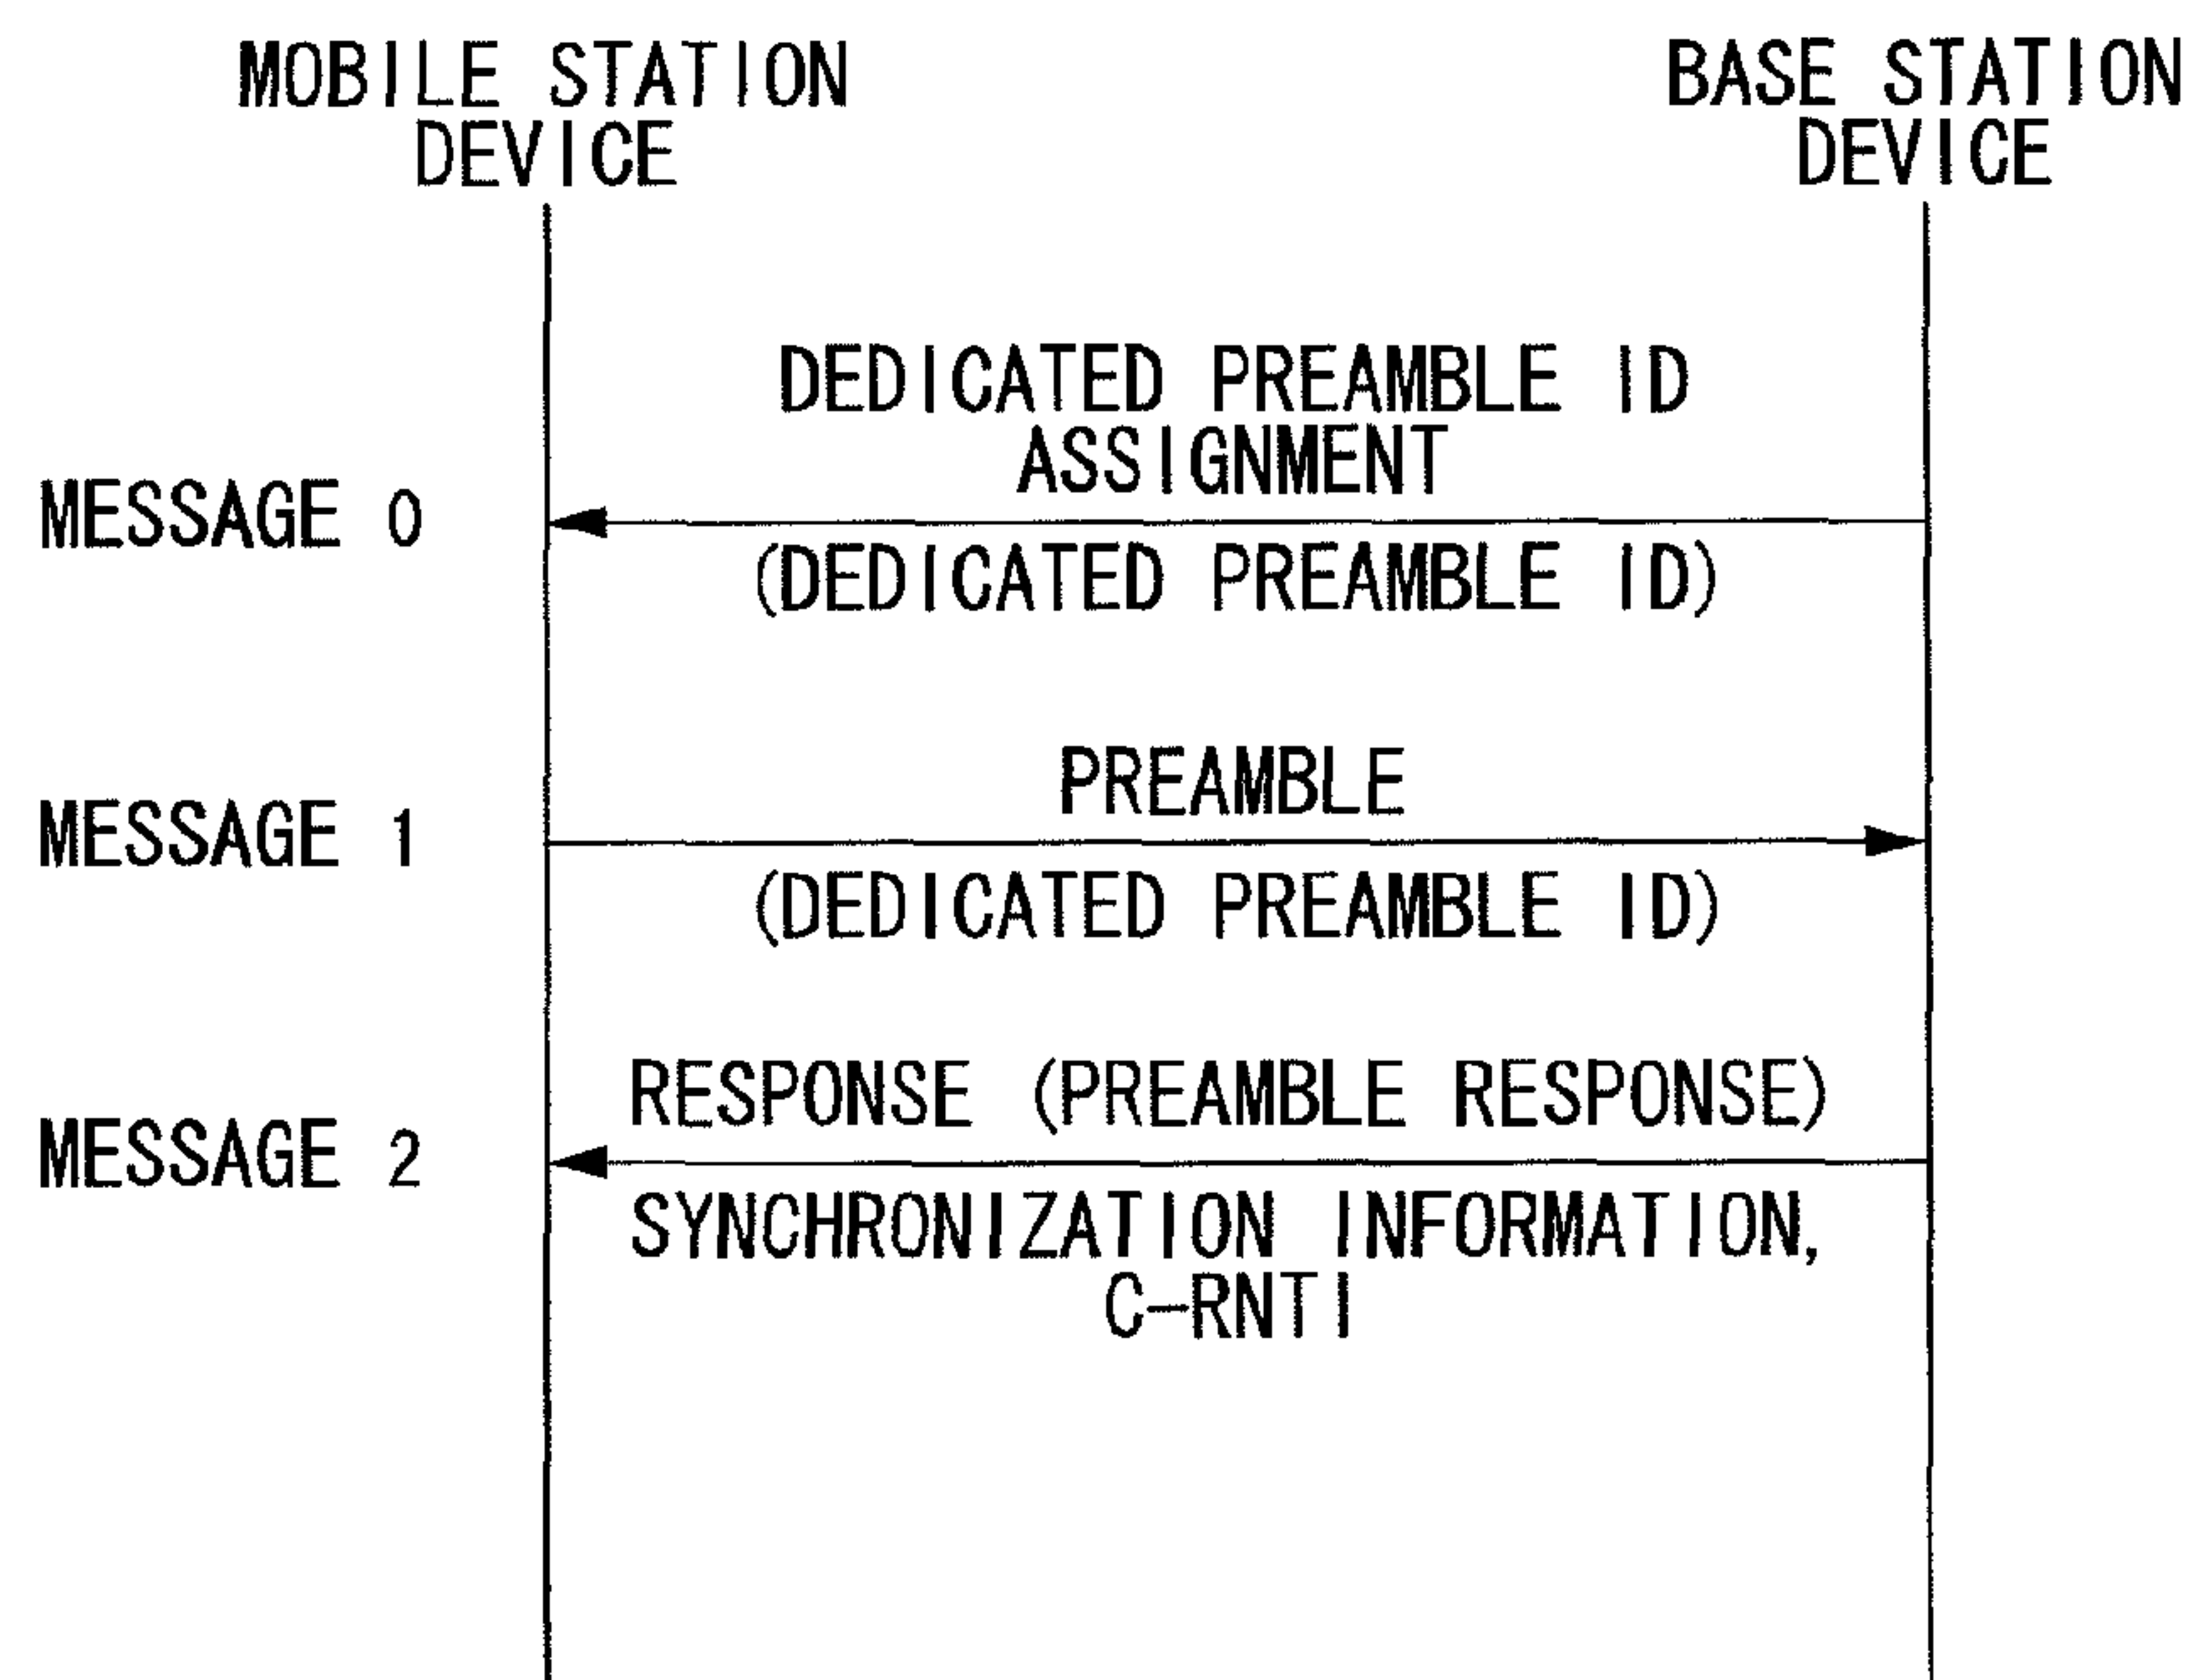 MOBILE STATION
DEVICE
BASE STATION
DEVICE
DEDICATED PREAMBLE ID
ASSIGNMENT
MESSAGE 0
(DEDICATED PREAMBLE ID)
PREAMBLE
MESSAGE 1
(DEDICATED PREAMBLE ID)
RESPONSE (PREAMBLE RESPONSE)
MESSAGE 2
SYNCHRONIZATION INFORMATION,
C-RNTI